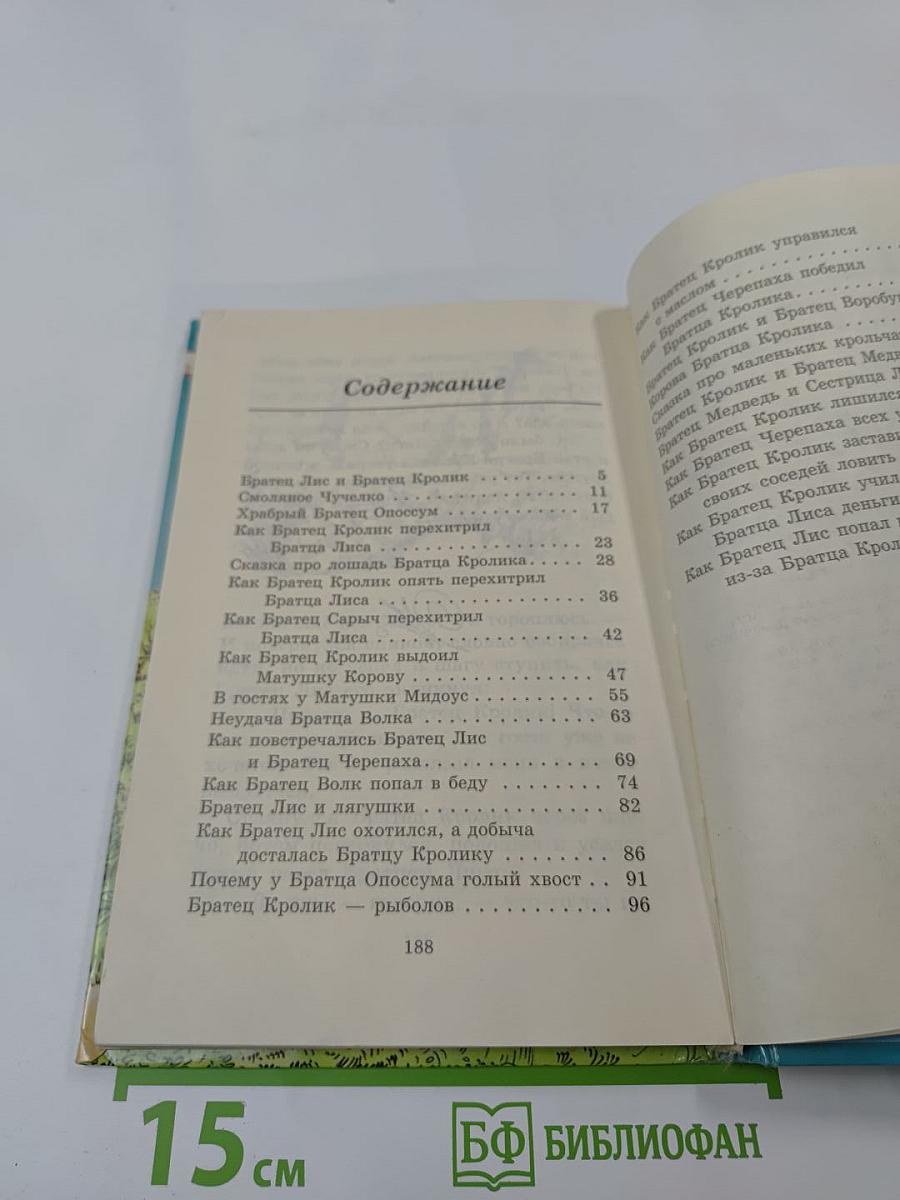 Содержание
Братец Лис и Братец Кролик . . . . . . . . . 5
Смоляное Чучелко . . . . . . . . . . . . . . . . . 11
Храбрый Братец Опоссум . . . . . . . . . . . . 17
Как Братец Кролик перехитрил
Братца Лиса . . . . . . . . . . . . . . . . . . 23
Сказка про лошадь Братца Кролика. . . . . 28
Как Братец Кролик опять перехитрил
Братца Лиса . . . . . . . . . . . . . . . . . . 36
Как Братец Сарыч перехитрил
Братца Лиса . . . . . . . . . . . . . . . . . . 42
Как Братец Кролик выдоил
Матушку Корову . . . . . . . . . . . . . . . 47
В гостях у Матушки Мидоус . . . . . . . . . . 55
Неудача Братца Волка . . . . . . . . . . . . . 63
Как повстречались Братец Лис
и Братец Черепаха. . . . . . . . . . . . . . 69
Как Братец Волк попал в беду . . . . . . . . 74
Братец Лис и лягушки . . . . . . . . . . . . . 82
Как Братец Лис охотился, а добыча
досталась Братцу Кролику . . . . . . . . 86
Почему у Братца Опоссума голый хвост . . 91
Братец Кролик — рыболов . . . . . . . . . . . 96
188
Как Братец Кролик управился
с маслом . . . . . . . . . . . . .
Как Братец Черепаха победил
Братца Кролика. . . . . . . .
Братец Кролик и Братец Воробу
Корова Братца Кролика . . . . .
Сказка про маленьких крольча
Братец Кролик и Братец Медв
Братец Медведь и Сестрица Л
Как Братец Кролик лишился
Как Братец Черепаха всех у
Как Братец Кролик застави
своих соседей ловить
Как Братец Кролик учил
Братца Лиса деньги
Как Братец Лис попал
из-за Братца Крол
15 см
БФ БИБЛИОФАН